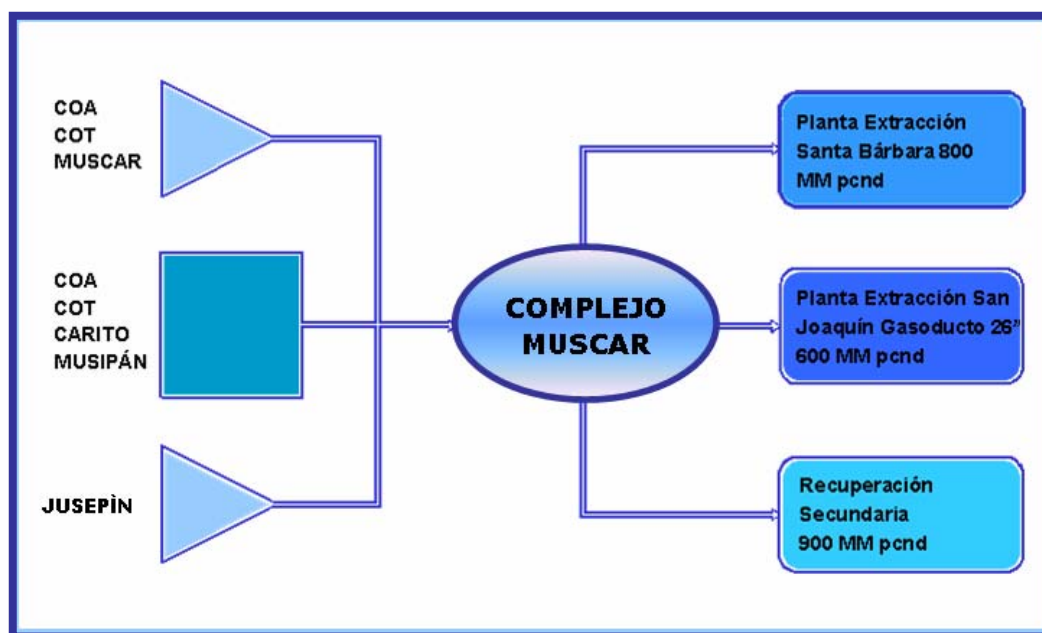 COA
COT
MUSCAR
COA
COT
CARITO
MUSIPÁN
JUSEPÌN
COMPLEJO
MUSCAR
Planta Extracción
Santa Bárbara 800
MM pcnd
Planta Extracción San
Joaquín Gasoducto 26”
600 MM pcnd
Recuperación
Secundaria
900 MM pcnd